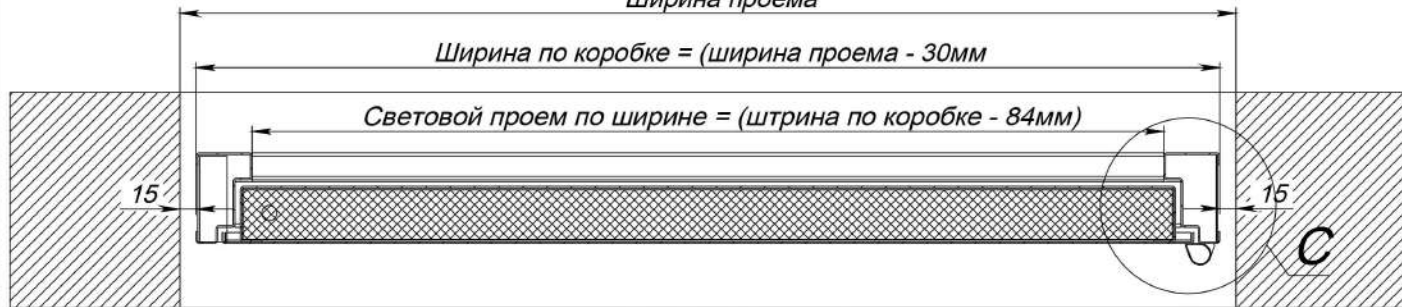 Ширина проема
Ширина по коробке = (ширина проема - 30мм
Световой проем по ширине = (штрина по коробке - 84мм)
15
15
С